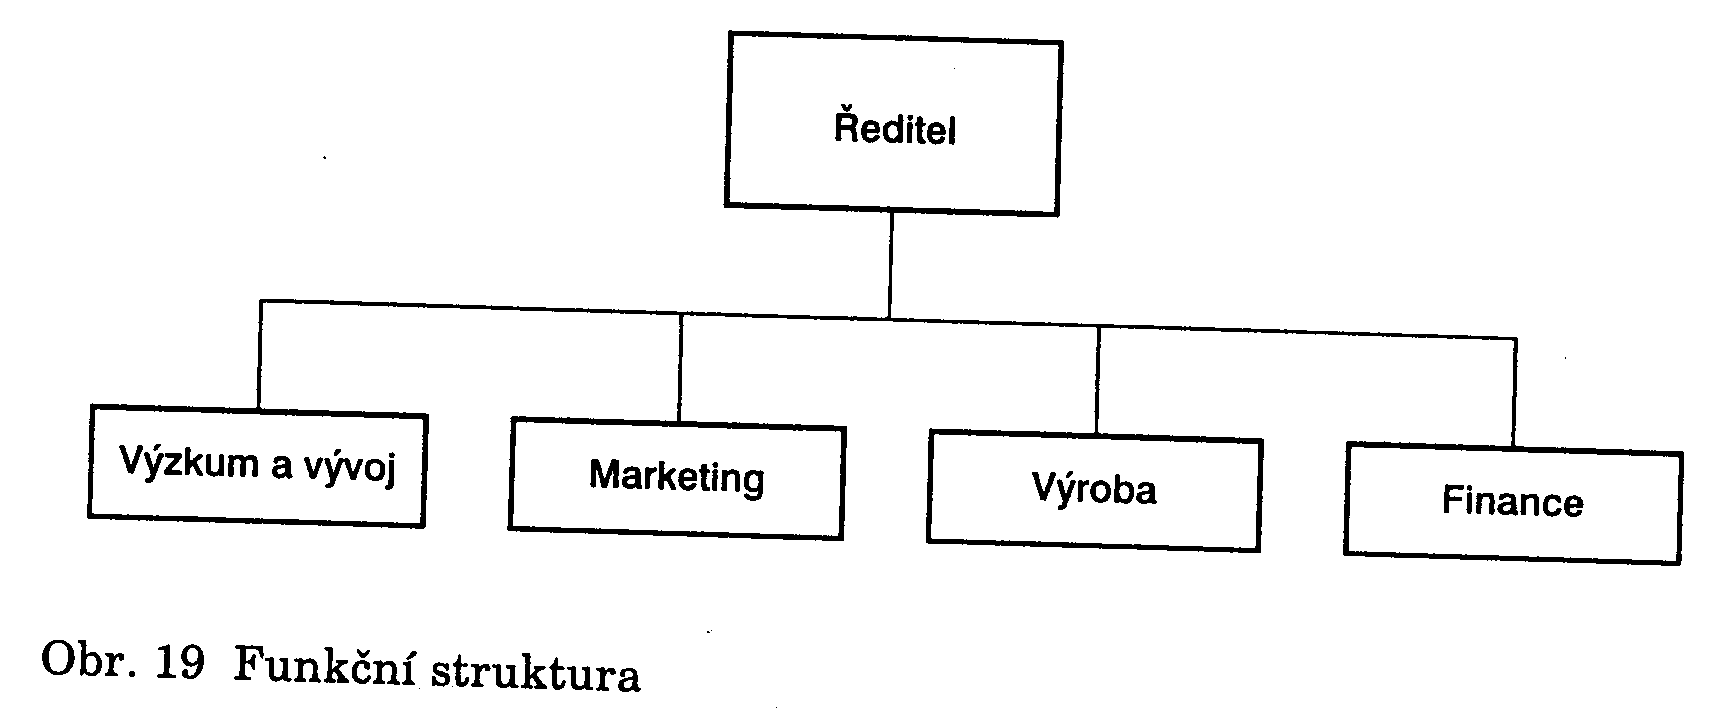 Ředitel
Výzkum a vývoj
Marketing
Výroba
Finance
Obr. 19 Funkční struktura